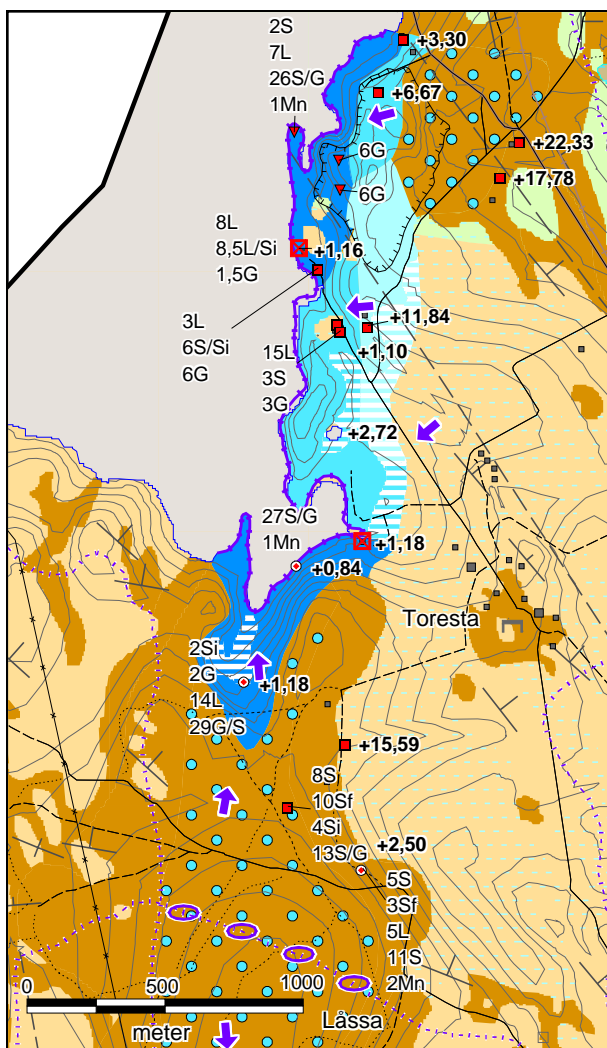 2S
7L
26S/G
1Mn
+3,30
+6,67
+22,33
+17,78
6G
6G
8L
8,5L/Si
1,5G
+1,16
3L
6S/Si
6G
+11,84
15L
3S
3G
+1,10
+2,72
27S/G
1Mn
+1,18
+0,84
Toresta
2Si
2G
14L
29G/S
+1,18
+15,59
8S
10Sf
4Si
13S/G
+2,50
5S
3Sf
5L
11S
2Mn
0 500 1000
meter
Låssa